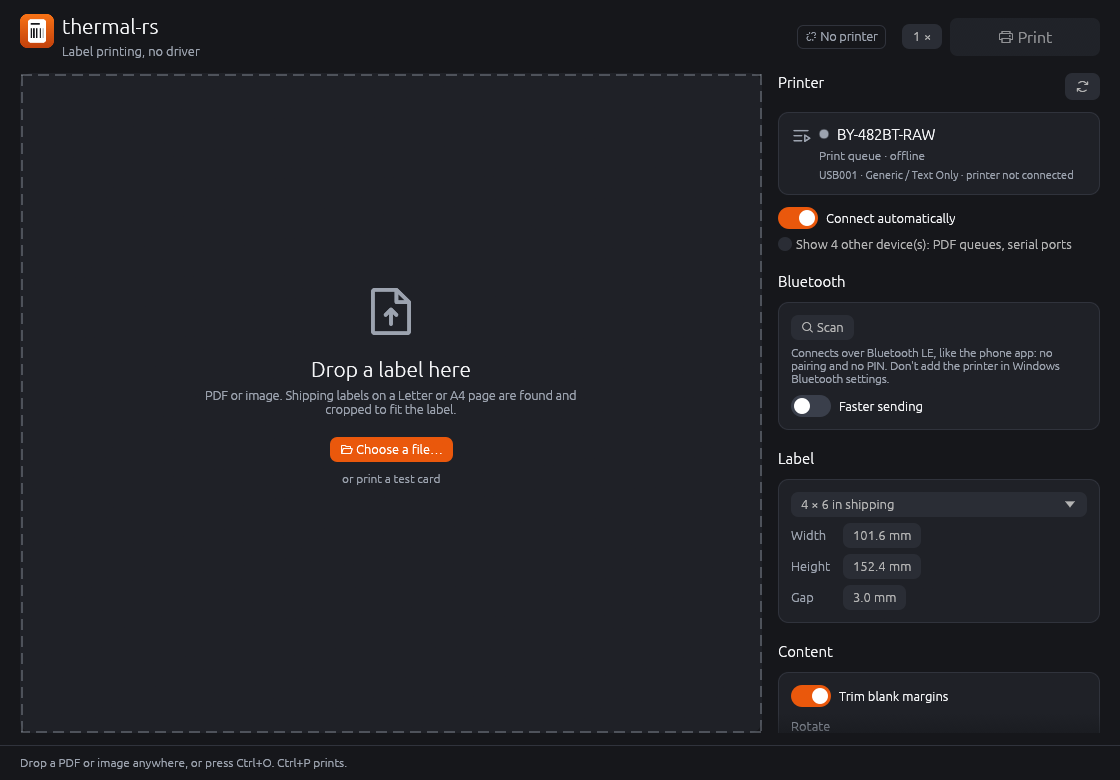 thermal-rs
Label printing, no driver
No printer
1 ×
Print
Drop a label here
PDF or image. Shipping labels on a Letter or A4 page are found and
cropped to fit the label.
Choose a file…
or print a test card
Printer
BY-482BT-RAW
Print queue · offline
USB001 · Generic / Text Only · printer not connected
Connect automatically
Show 4 other device(s): PDF queues, serial ports
Bluetooth
Scan
Connects over Bluetooth LE, like the phone app: no
pairing and no PIN. Don't add the printer in Windows
Bluetooth settings.
Faster sending
Label
4 × 6 in shipping
Width 101.6 mm
Height 152.4 mm
Gap 3.0 mm
Content
Trim blank margins
Rotate
Drop a PDF or image anywhere, or press Ctrl+O. Ctrl+P prints.